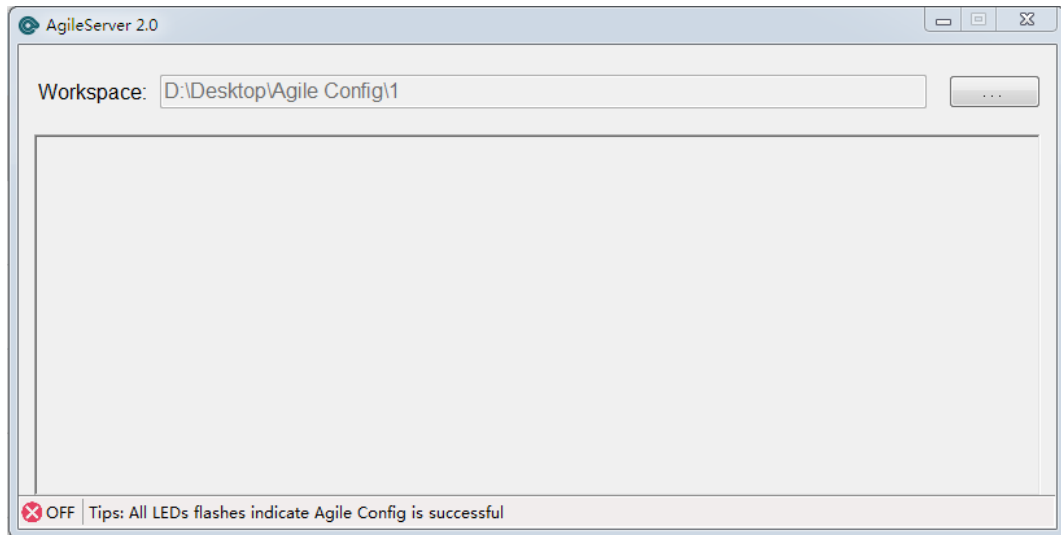 AgileServer 2.0
Workspace: D:\Desktop\Agile Config\1 ...
OFF Tips: All LEDs flashes indicate Agile Config is successful